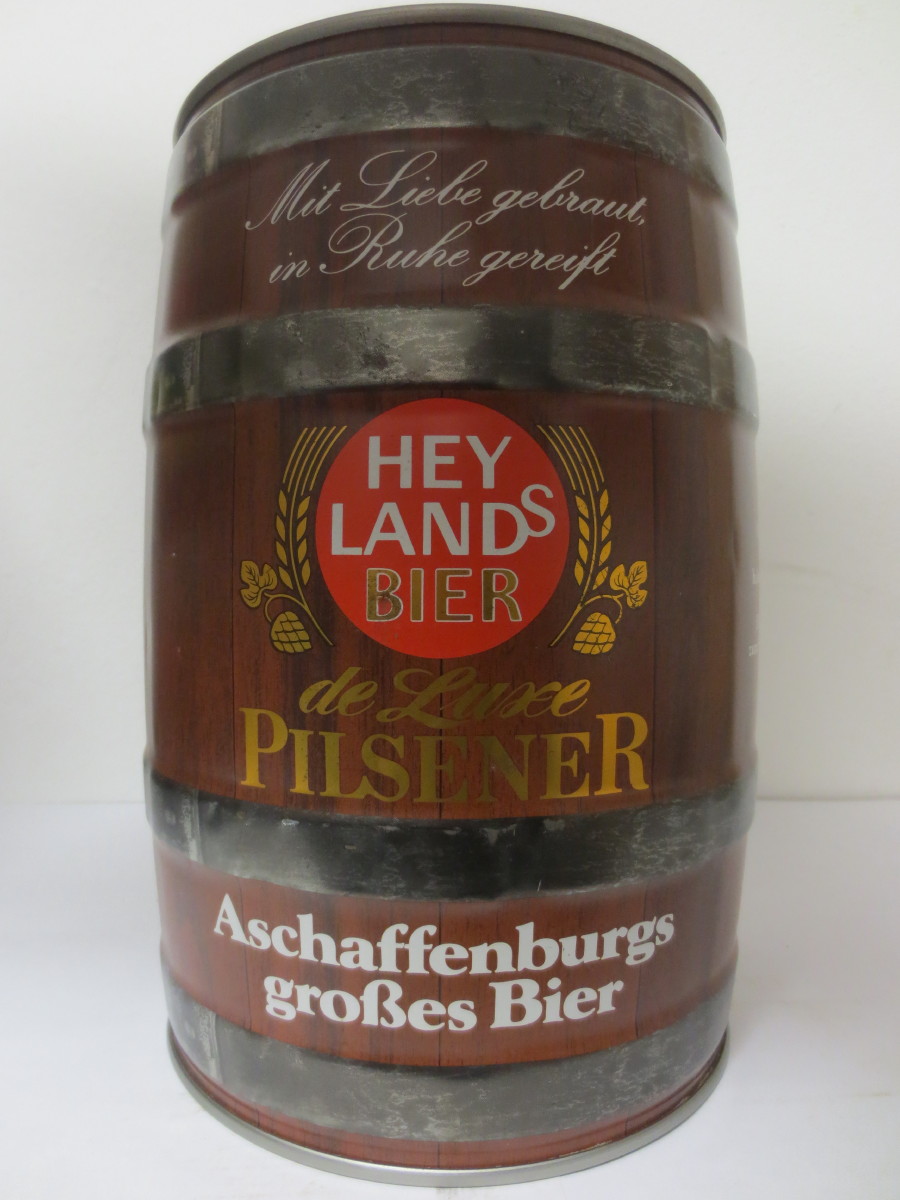 Mit Liebe gebraut,
in Ruhe gereift
HEY
LANDS
BIER
de Luxe
PILSENER
Aschaffenburgs
großes Bier